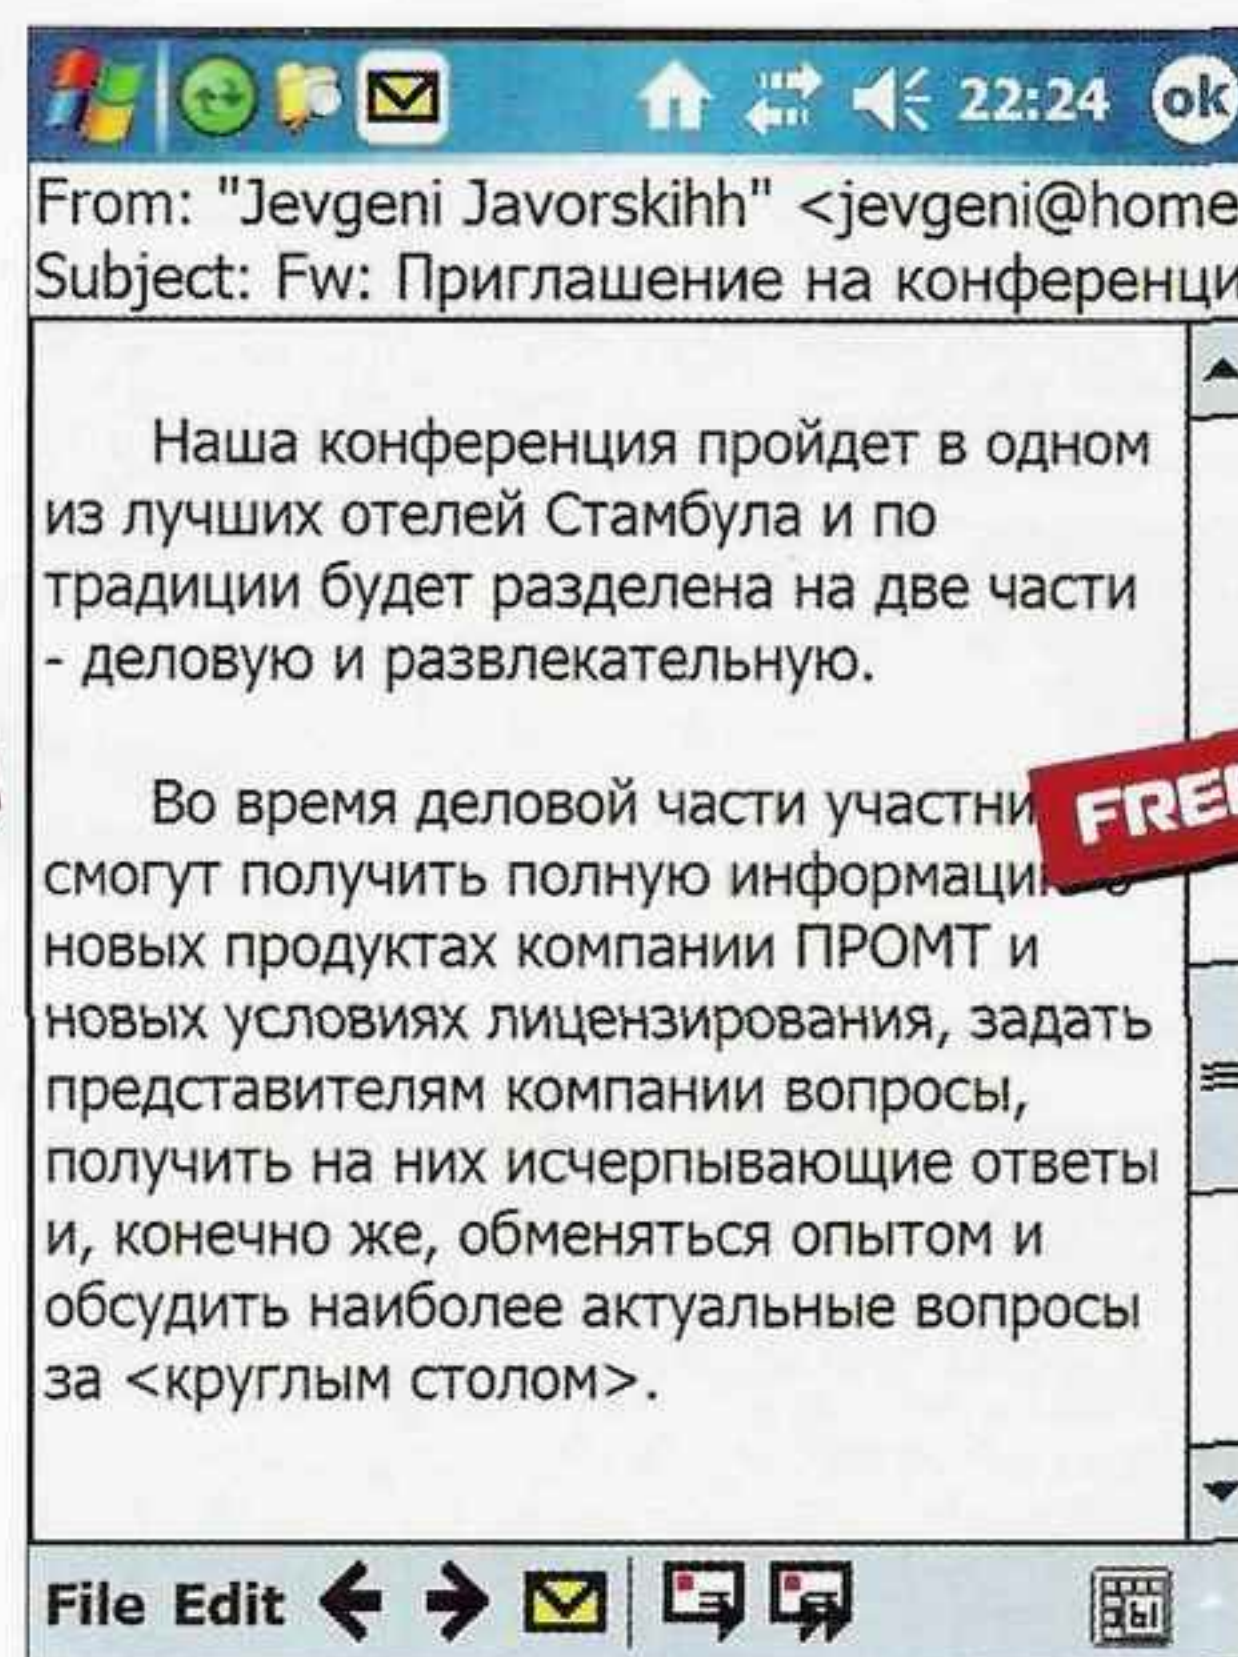 22:24 ok
From: "Jevgeni Javorskihh" <jevgeni@home
Subject: Fw: Приглашение на конференци
Наша конференция пройдет в одном
из лучших отелей Стамбула и по
традиции будет разделена на две части
- деловую и развлекательную.
Во время деловой части участни
FREE
смогут получить полную информацию о
новых продуктах компании ПРОМТ и
новых условиях лицензирования, задать
представителям компании вопросы,
получить на них исчерпывающие ответы
и, конечно же, обменяться опытом и
обсудить наиболее актуальные вопросы
за <круглым столом>.
File Edit